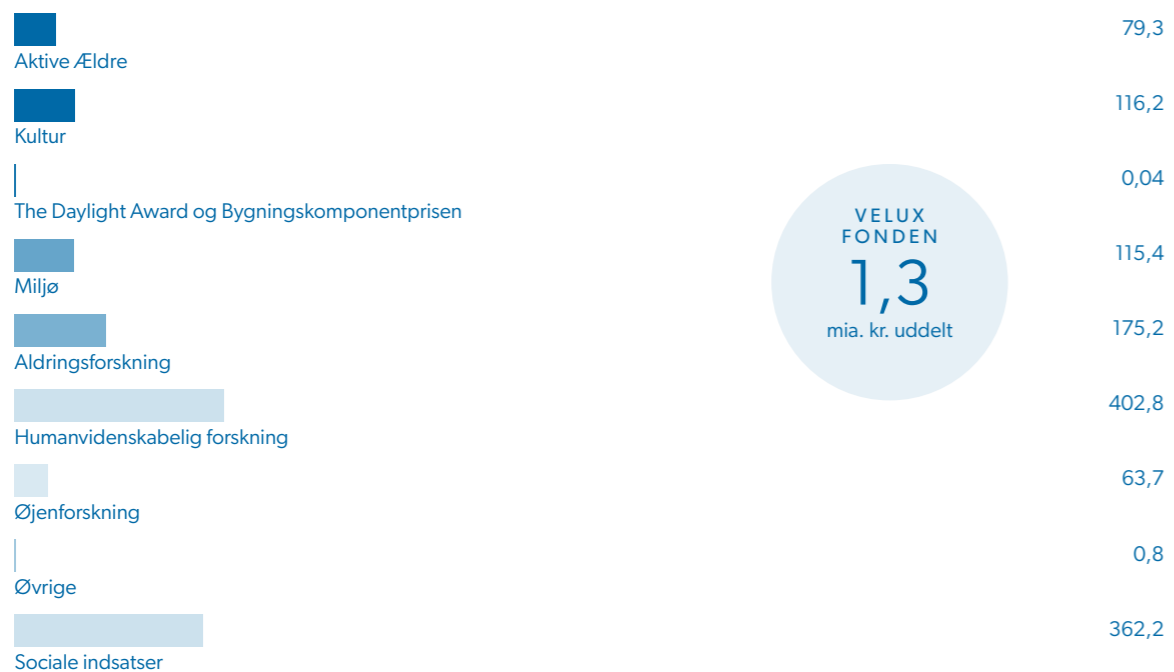 79,3
Aktive Ældre
116,2
Kultur
0,04
The Daylight Award og Bygningskomponentprisen
VELUX
FONDEN
1,3
mia. kr. uddelt
115,4
Miljø
175,2
Aldringsforskning
402,8
Humanvidenskabelig forskning
63,7
Øjenforskning
0,8
Øvrige
362,2
Sociale indsatser